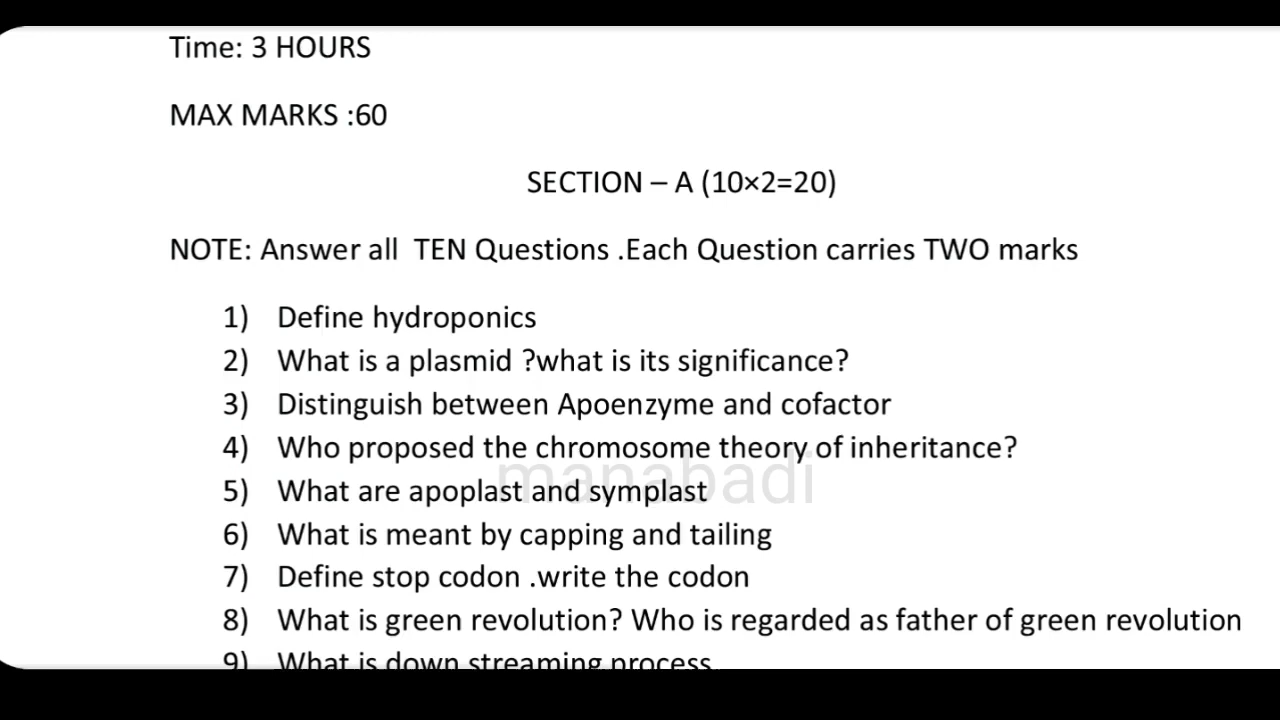 Time: 3 HOURS
MAX MARKS :60
SECTION – A (10×2=20)
NOTE: Answer all  TEN Questions .Each Question carries TWO marks
1) Define hydroponics
2) What is a plasmid ?what is its significance?
3) Distinguish between Apoenzyme and cofactor
4) Who proposed the chromosome theory of inheritance?
manabadi
5) What are apoplast and symplast
6) What is meant by capping and tailing
7) Define stop codon .write the codon
8) What is green revolution? Who is regarded as father of green revolution
9) What is down streaming process.